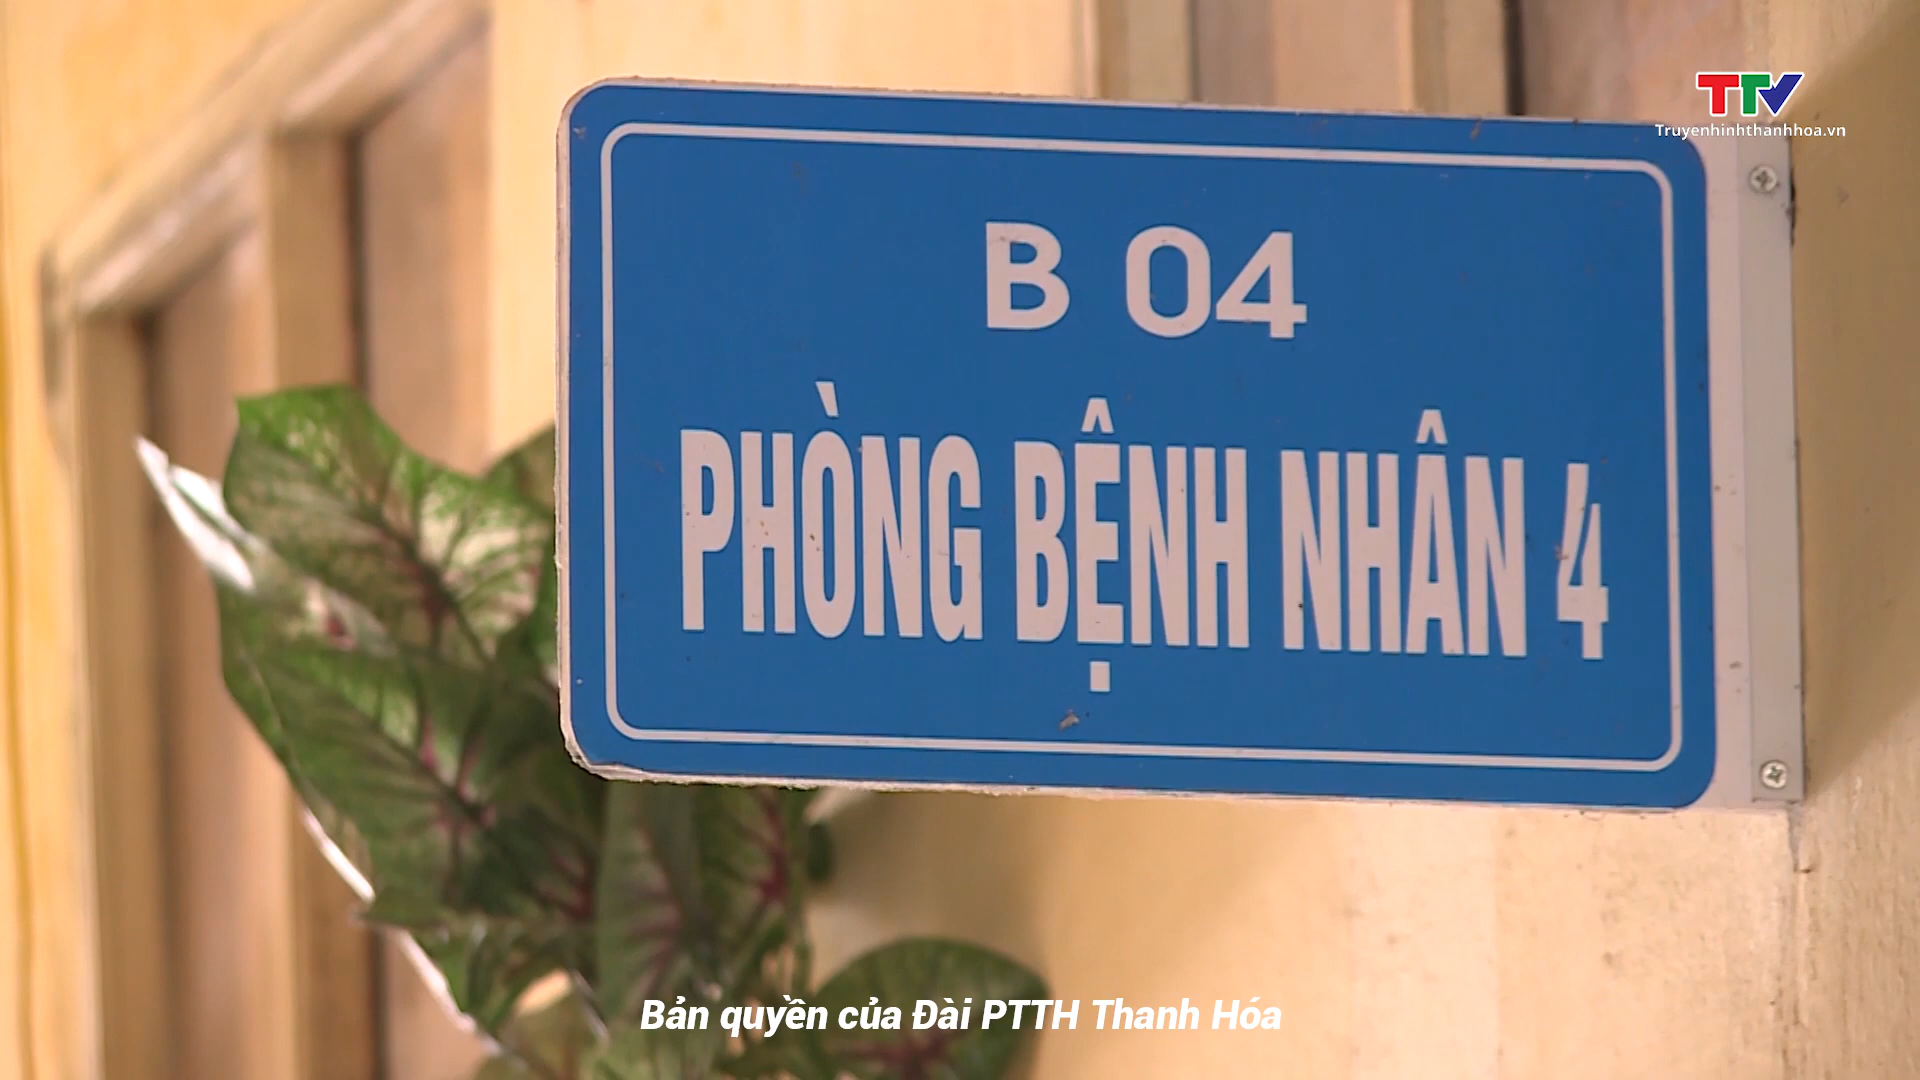 TTV
Truyenhinhthanhhoa.vn
B 04
PHÒNG BỆNH NHÂN 4
Bản quyền của Đài PTTH Thanh Hóa